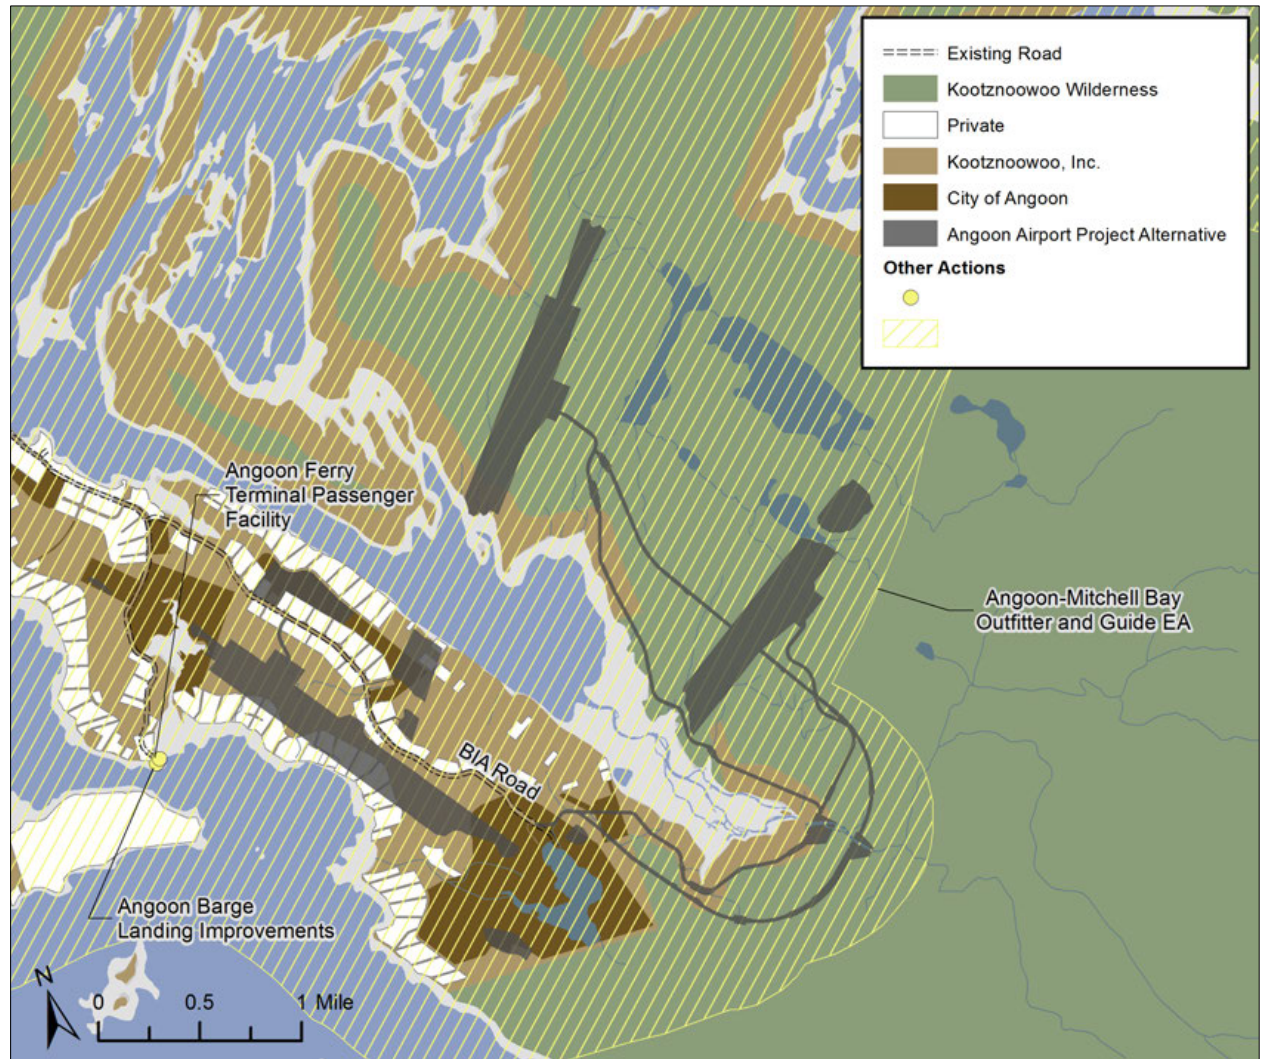 Existing Road
Kootznoowoo Wilderness
Private
Kootznoowoo, Inc.
City of Angoon
Angoon Airport Project Alternative
Other Actions
Angoon Ferry
Terminal Passenger
Facility
Angoon-Mitchell Bay
Outfitter and Guide EA
BIA Road
Angoon Barge
Landing Improvements
N
0 0.5 1 Mile